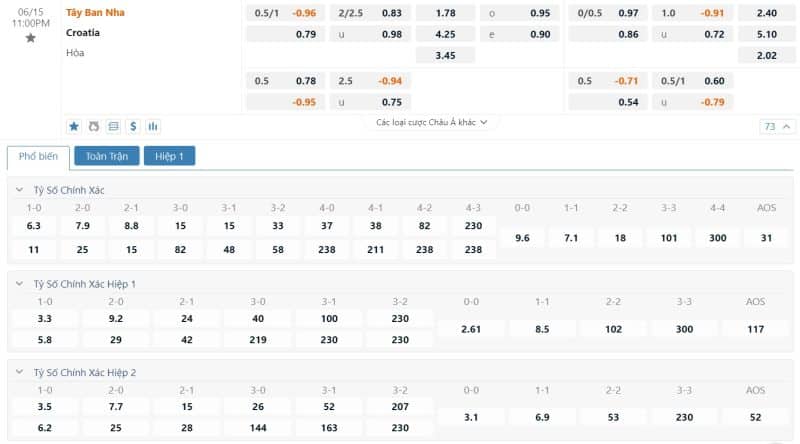 06/15 Tây Ban Nha 0.5/1 -0.96 2/2.5 0.83 1.78 o 0.95 0/0.5 0.97 1.0 -0.91 2.40
11:00PM Croatia 0.79 u 0.98 4.25 e 0.90 0.86 u 0.72 5.10
Hòa 3.45 2.02
0.5 0.78 2.5 -0.94 0.5 -0.71 0.5/1 0.60
-0.95 u 0.75 0.54 u -0.79
Các loại cược Châu Á khác 73
Phổ biến Toàn Trận Hiệp 1
Tỷ Số Chính Xác
1-0 2-0 2-1 3-0 3-1 3-2 4-0 4-1 4-2 4-3 0-0 1-1 2-2 3-3 4-4 AOS
6.3 7.9 8.8 15 15 33 37 38 82 230
9.6 7.1 18 101 300 31
11 25 15 82 48 58 238 211 238 238
Tỷ Số Chính Xác Hiệp 1
1-0 2-0 2-1 3-0 3-1 3-2 0-0 1-1 2-2 3-3 AOS
3.3 9.2 24 40 100 230
2.61 8.5 102 300 117
5.8 29 42 219 230 230
Tỷ Số Chính Xác Hiệp 2
1-0 2-0 2-1 3-0 3-1 3-2 0-0 1-1 2-2 3-3 AOS
3.5 7.7 15 26 52 207
3.1 6.9 53 230 52
6.2 25 28 144 163 230